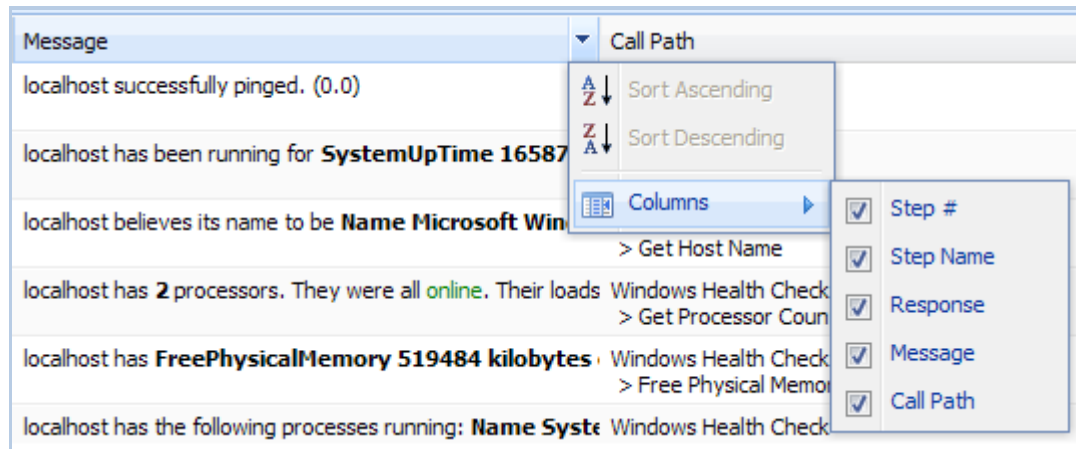 Message
Call Path
localhost successfully pinged. (0.0)
Sort Ascending
Sort Descending
localhost has been running for SystemUpTime 16587
Columns
Step #
Step Name
Response
Message
Call Path
localhost believes its name to be Name Microsoft Win
> Get Host Name
localhost has 2 processors. They were all online. Their loads
Windows Health Check
> Get Processor Coun
localhost has FreePhysicalMemory 519484 kilobytes
Windows Health Check
> Free Physical Memor
localhost has the following processes running: Name Syste
Windows Health Check